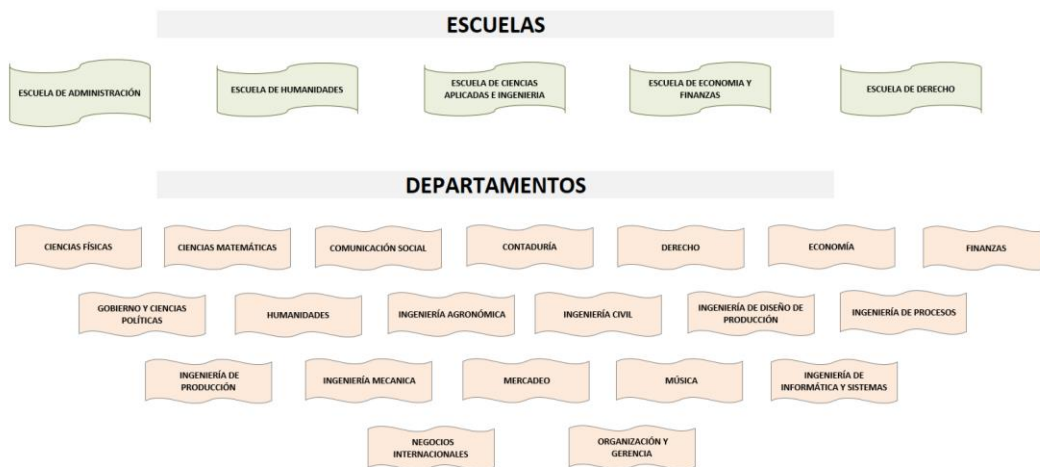 ESCUELAS
ESCUELA DE ADMINISTRACIÓN
ESCUELA DE HUMANIDADES
ESCUELA DE CIENCIAS
APLICADAS E INGENIERIA
ESCUELA DE ECONOMIA Y
FINANZAS
ESCUELA DE DERECHO
DEPARTAMENTOS
CIENCIAS FÍSICAS
CIENCIAS MATEMÁTICAS
COMUNICACIÓN SOCIAL
CONTADURÍA
DERECHO
ECONOMÍA
FINANZAS
GOBIERNO Y CIENCIAS
POLÍTICAS
HUMANIDADES
INGENIERÍA AGRONÓMICA
INGENIERÍA CIVIL
INGENIERÍA DE DISEÑO DE
PRODUCCIÓN
INGENIERÍA DE PROCESOS
INGENIERÍA DE
PRODUCCIÓN
INGENIERÍA MECANICA
MERCADEO
MÚSICA
INGENIERÍA DE
INFORMÁTICA Y SISTEMAS
NEGOCIOS
INTERNACIONALES
ORGANIZACIÓN Y
GERENCIA